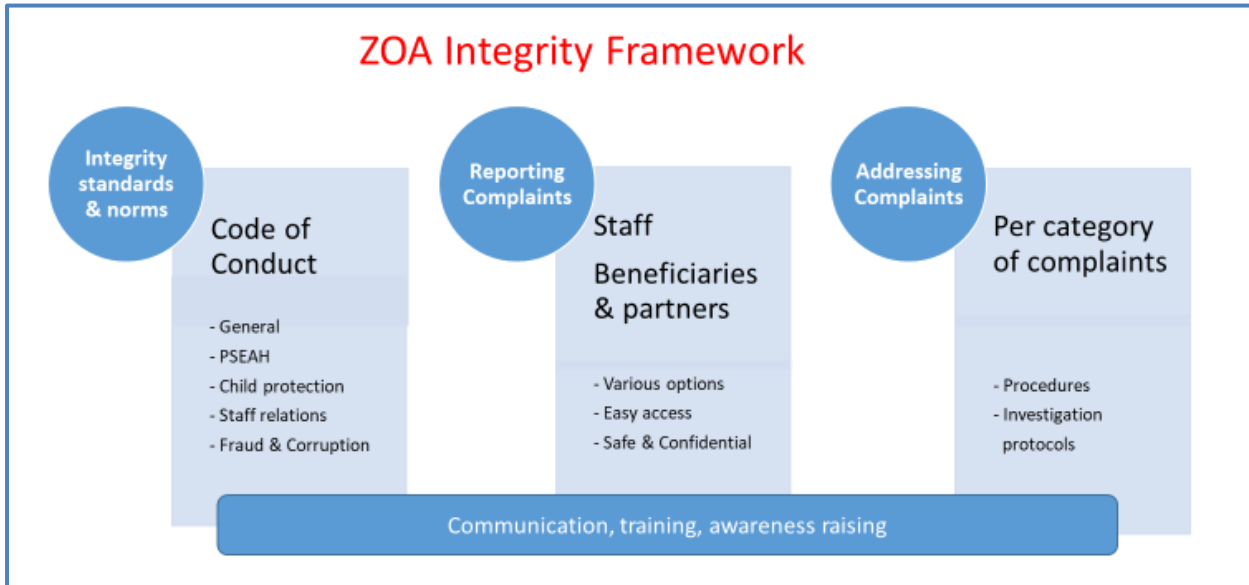 ZOA Integrity Framework
Integrity
standards
& norms
Code of
Conduct
- General
- PSEAH
- Child protection
- Staff relations
- Fraud & Corruption
Reporting
Complaints
Staff
Beneficiaries
& partners
- Various options
- Easy access
- Safe & Confidential
Addressing
Complaints
Per category
of complaints
- Procedures
- Investigation
protocols
Communication, training, awareness raising